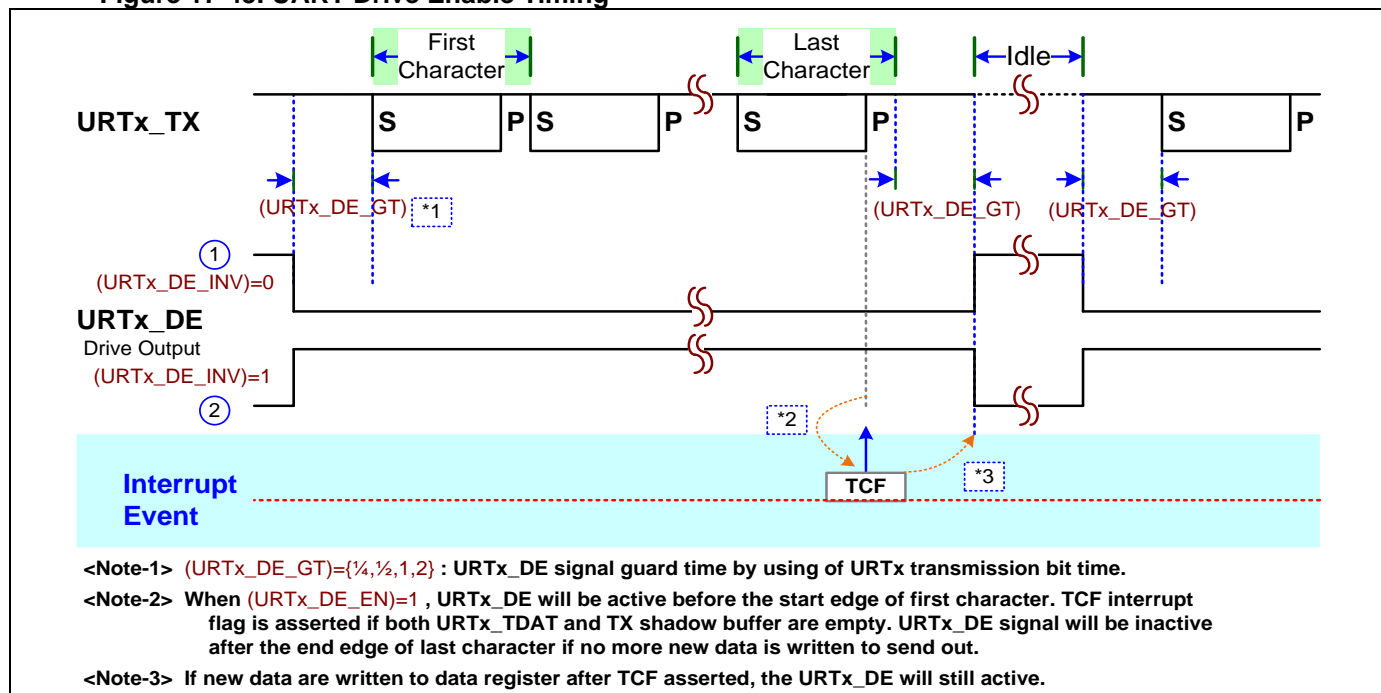 Figure 17-43. UART Drive Enable Timing
First
Character
Last
Character
Idle
URTx_TX
S
P
S
P
S
P
S
P
(URTx_DE_GT)
*1
(URTx_DE_GT)
(URTx_DE_GT)
1
(URTx_DE_INV)=0
URTx_DE
Drive Output
(URTx_DE_INV)=1
2
*2
*3
TCF
Interrupt
Event
<Note-1> (URTx_DE_GT)={¼,½,1,2} : URTx_DE signal guard time by using of URTx transmission bit time.
<Note-2> When (URTx_DE_EN)=1 , URTx_DE will be active before the start edge of first character. TCF interrupt
flag is asserted if both URTx_TDAT and TX shadow buffer are empty. URTx_DE signal will be inactive
after the end edge of last character if no more new data is written to send out.
<Note-3> If new data are written to data register after TCF asserted, the URTx_DE will still active.